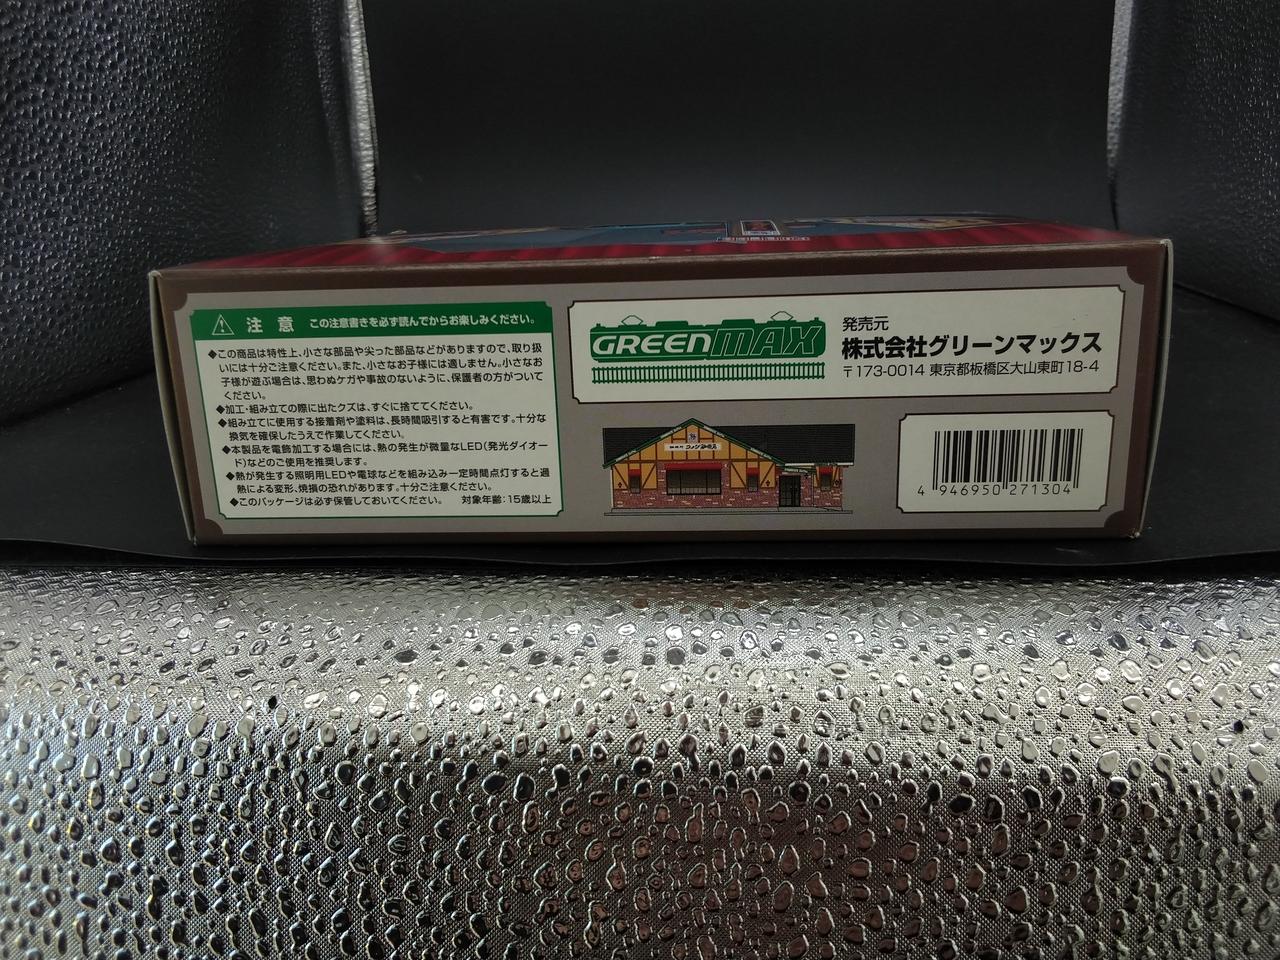 注意 この注意書きを必ず読んでからお楽しみください。
◆この商品は特性上、小さな部品や尖った部品などがありますので、取り扱
いには十分ご注意ください。また、小さなお子様には適しません。小さなお
子様が遊ぶ場合は、思わぬケガや事故のないように、保護者の方がついて
ください。
◆加工・組み立ての際に出たクズは、すぐに捨ててください。
◆組み立てに使用する接着剤や塗料は、長時間吸引すると有害です。十分な
換気を確保したうえで作業してください。
◆本製品を電飾加工する場合には、熱の発生が微量なLED(発光ダイオー
ド)などのご使用を推奨します。
◆熱が発生する照明用LEDや電球などを組み込み一定時間点灯すると過
熱による変形、焼損の恐れがあります。十分ご注意ください。
◆このパッケージは必ず保管しておいてください。 対象年齢:15歳以上
GREENMAX
発売元
株式会社グリーンマックス
〒173-0014 東京都板橋区大山東町18-4
コメダ珈琲店
4 946950 271304